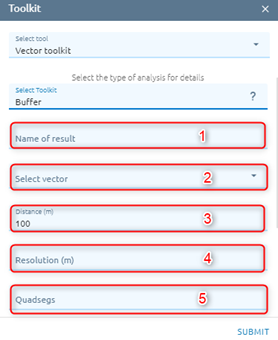 Toolkit ×
Select tool
Vector toolkit
Select the type of analysis for details
Select Toolkit
Buffer ?
Name of result 1
Select vector 2
Distance (m)
100 3
Resolution (m) 4
Quadsegs 5
SUBMIT